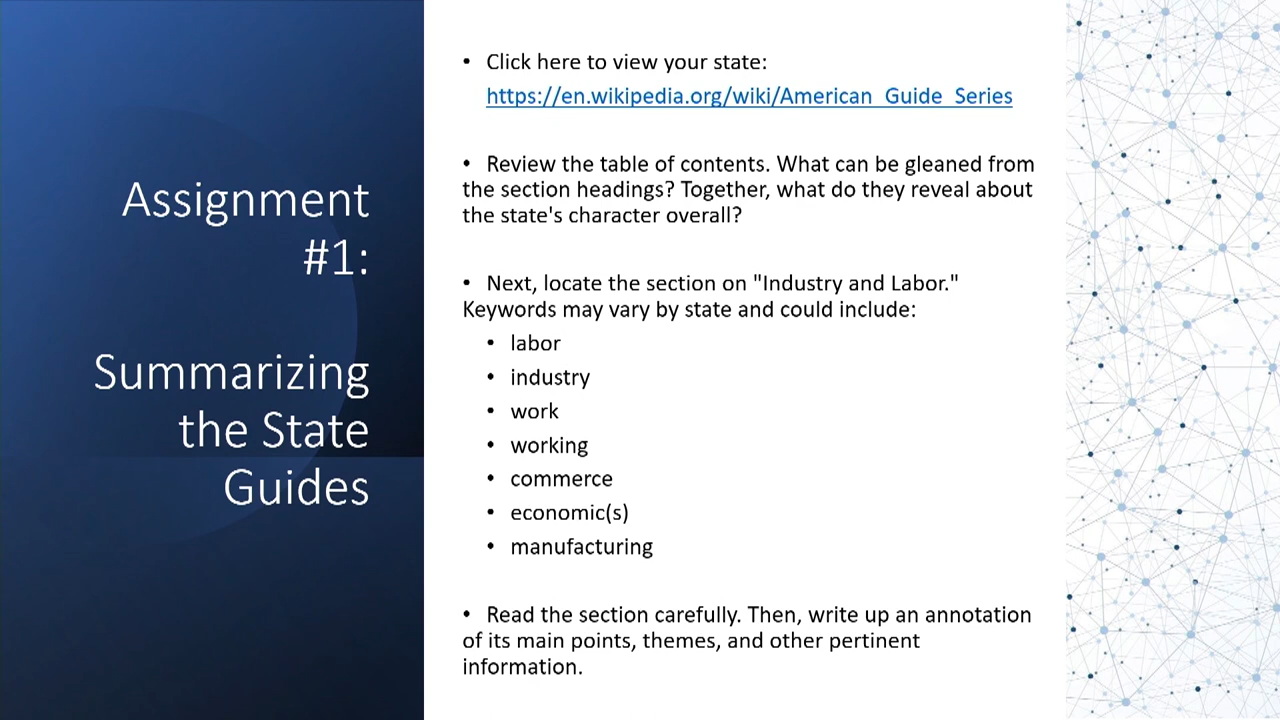 Assignment
#1:
Summarizing
the State
Guides
• Click here to view your state:
https://en.wikipedia.org/wiki/American_Guide_Series
• Review the table of contents. What can be gleaned from
the section headings? Together, what do they reveal about
the state's character overall?
• Next, locate the section on "Industry and Labor."
Keywords may vary by state and could include:
• labor
• industry
• work
• working
• commerce
• economic(s)
• manufacturing
• Read the section carefully. Then, write up an annotation
of its main points, themes, and other pertinent
information.